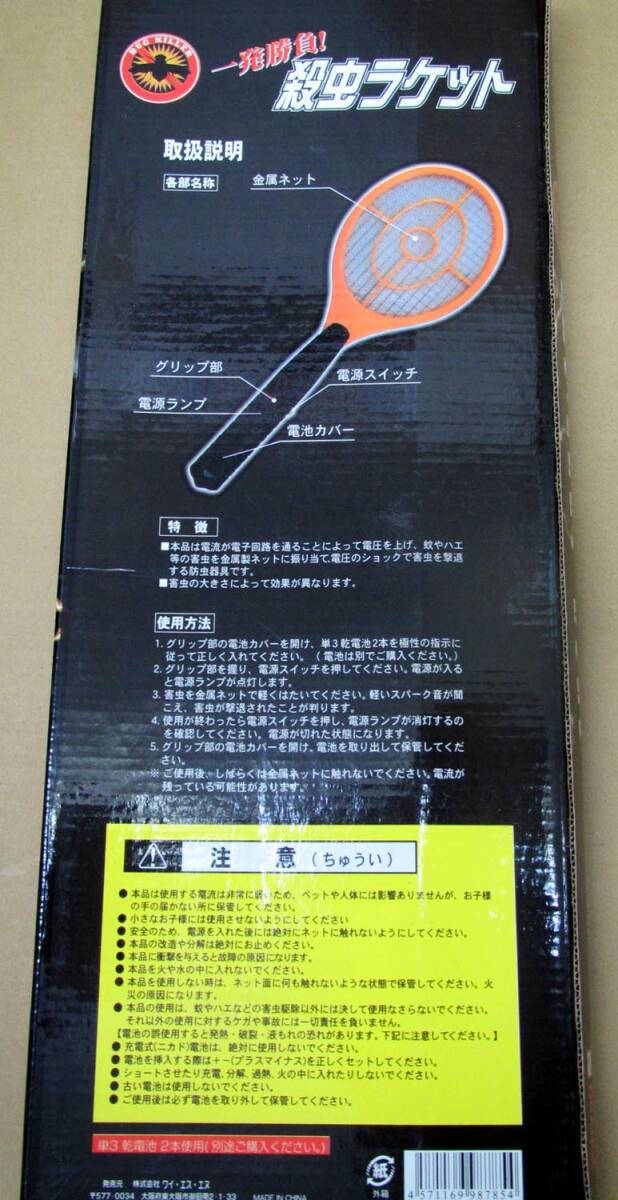 BUG KILLER
一発勝負!
殺虫ラケット
取扱説明
各部名称
金属ネット
グリップ部
電源スイッチ
電源ランプ
電池カバー
特 徴
■本品は電流が電子回路を通ることによって電圧を上げ、蚊やハエ
等の害虫を金属製ネットに振り当て、電圧のショックで害虫を撃退
する防虫器具です。
■害虫の大きさによって効果が異なります。
使用方法
1. グリップ部の電池カバーを開け、単3乾電池2本を極性の指示に
従って正しく入れてください。(電池は別でご購入ください。)
2. グリップ部を握り、電源スイッチを押してください。電源が入る
と電源ランプが点灯します。
3. 害虫を金属ネットで軽くはたいてください。軽いスパーク音が聞
こえ、害虫が撃退されたことが判ります。
4. 使用が終わったら電源スイッチを押し、電源ランプが消灯するの
を確認してください。電源が切れた状態になります。
5. グリップ部の電池カバーを開け、電池を取り出して保管してくだ
さい。
※ ご使用後、しばらくは金属ネットに触れないでください。電流が
残っている可能性があります。
注 意(ちゅうい)
●本品は使用する電流は非常に弱いため、ペットや人体には影響ありませんが、お子様
の手の届かない所に保管してください。
●小さなお子様には使用させないようにしてください
●安全のため、電源を入れた後には絶対にネットに触れないようにしてください。
●本品の改造や分解は絶対にお止めください。
●本品に衝撃を与えると故障の原因になります。
●本品を火や水の中に入れないでください。
●本品を使用しない時は、ネット面に何も触れないような状態で保管してください。火
災の原因になります。
●本品の使用は、蚊やハエなどの害虫駆除以外には決して使用なさらないでください。
それ以外の使用に対するケガや事故には一切責任を負いません。
【電池の誤使用すると発熱・破裂・液もれの恐れがあります。下記に注意してください。】
●充電式(ニカド)電池は、絶対に使用しないでください。
●電池を挿入する際は+−(プラスマイナス)を正しくセットしてください。
●ショートさせたり充電、分解、過熱、火の中に入れたりしないでください。
●古い電池は使用しないでください。
●ご使用後は必ず電池を取り外して保管してください。
単3 乾電池 2本使用(別途ご購入ください。)
発売元 株式会社 ワイ・エス・エヌ
〒577-0034 大阪府東大阪市御厨南2-1-33 MADE IN CHINA
紙
外箱
4 571169 987854